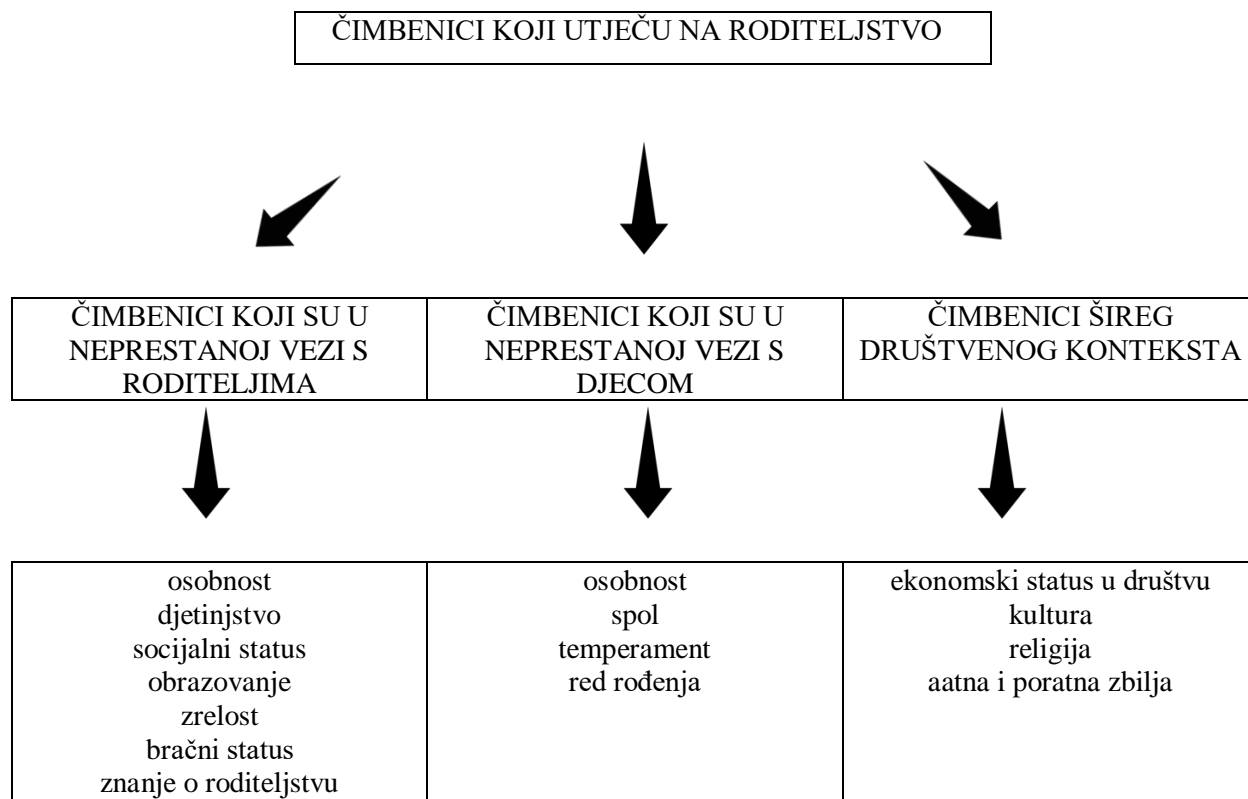 ČIMBENICI KOJI UTJEČU NA RODITELJSTVO
ČIMBENICI KOJI SU U
NEPRESTANOJ VEZI S
RODITELJIMA
ČIMBENICI KOJI SU U
NEPRESTANOJ VEZI S
DJECOM
ČIMBENICI ŠIREG
DRUŠTVENOG KONTEKSTA
osobnost
djetinjstvo
socijalni status
obrazovanje
zrelost
bračni status
znanje o roditeljstvu
osobnost
spol
temperament
red rođenja
ekonomski status u društvu
kultura
religija
aatna i poratna zbilja